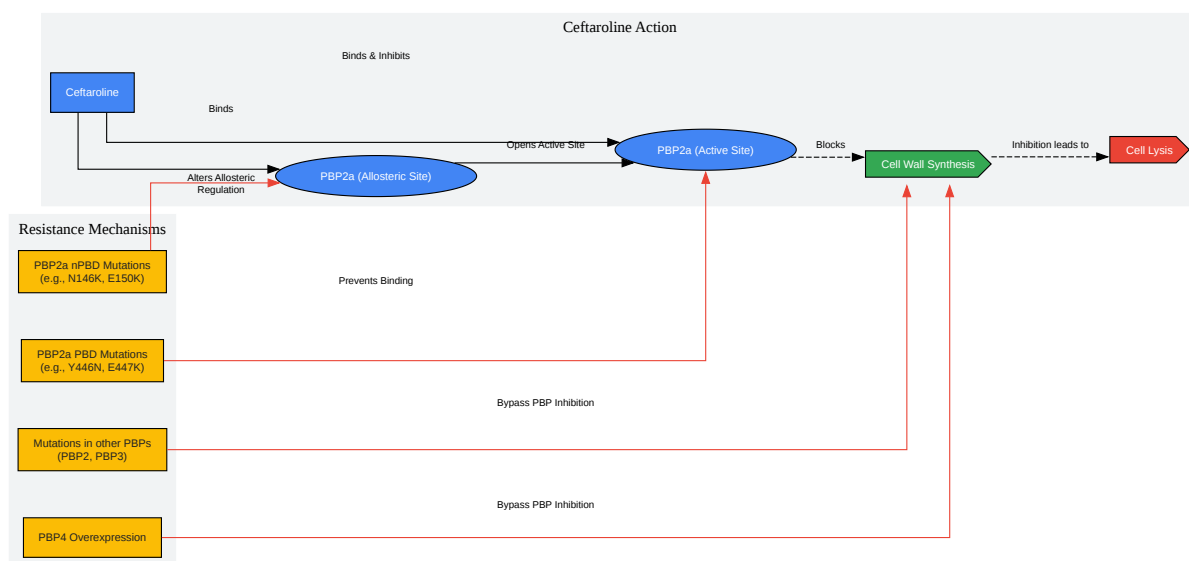 Ceftaroline Action
Binds & Inhibits
Ceftaroline
Binds
Opens Active Site
PBP2a (Active Site)
Blocks
Cell Wall Synthesis
Inhibition leads to
Cell Lysis
PBP2a (Allosteric Site)
Alters Allosteric
Regulation
Resistance Mechanisms
PBP2a nPBD Mutations
(e.g., N146K, E150K)
Prevents Binding
PBP2a PBD Mutations
(e.g., Y446N, E447K)
Bypass PBP Inhibition
Mutations in other PBPs
(PBP2, PBP3)
Bypass PBP Inhibition
PBP4 Overexpression